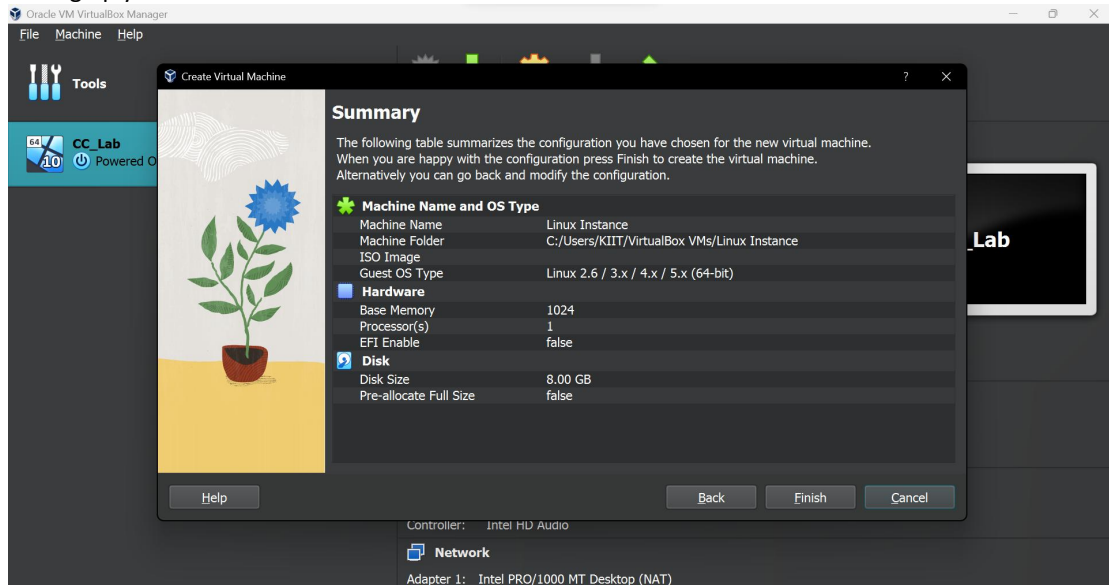 Oracle VM VirtualBox Manager
File Machine Help
Tools
Create Virtual Machine
? ×
64
10
CC_Lab
Powered O
Summary
The following table summarizes the configuration you have chosen for the new virtual machine.
When you are happy with the configuration press Finish to create the virtual machine.
Alternatively you can go back and modify the configuration.
Machine Name and OS Type
Machine Name Linux Instance
Machine Folder C:/Users/KIIT/VirtualBox VMs/Linux Instance
ISO Image
Guest OS Type Linux 2.6 / 3.x / 4.x / 5.x (64-bit)
Hardware
Base Memory 1024
Processor(s) 1
EFI Enable false
Disk
Disk Size 8.00 GB
Pre-allocate Full Size false
_Lab
Help Back Finish Cancel
Controller: Intel HD Audio
Network
Adapter 1: Intel PRO/1000 MT Desktop (NAT)